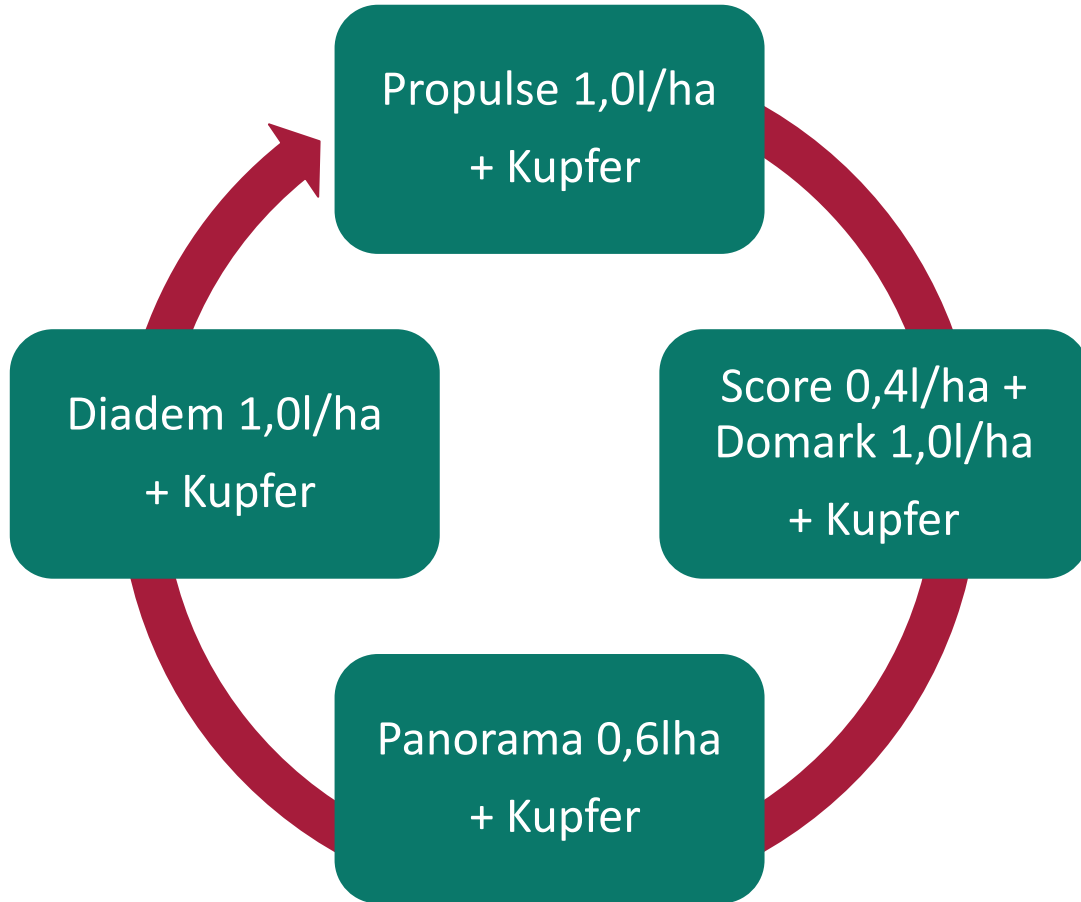 Propulse 1,0l/ha
+ Kupfer
Diadem 1,0l/ha
+ Kupfer
Score 0,4l/ha +
Domark 1,0l/ha
+ Kupfer
Panorama 0,6lha
+ Kupfer